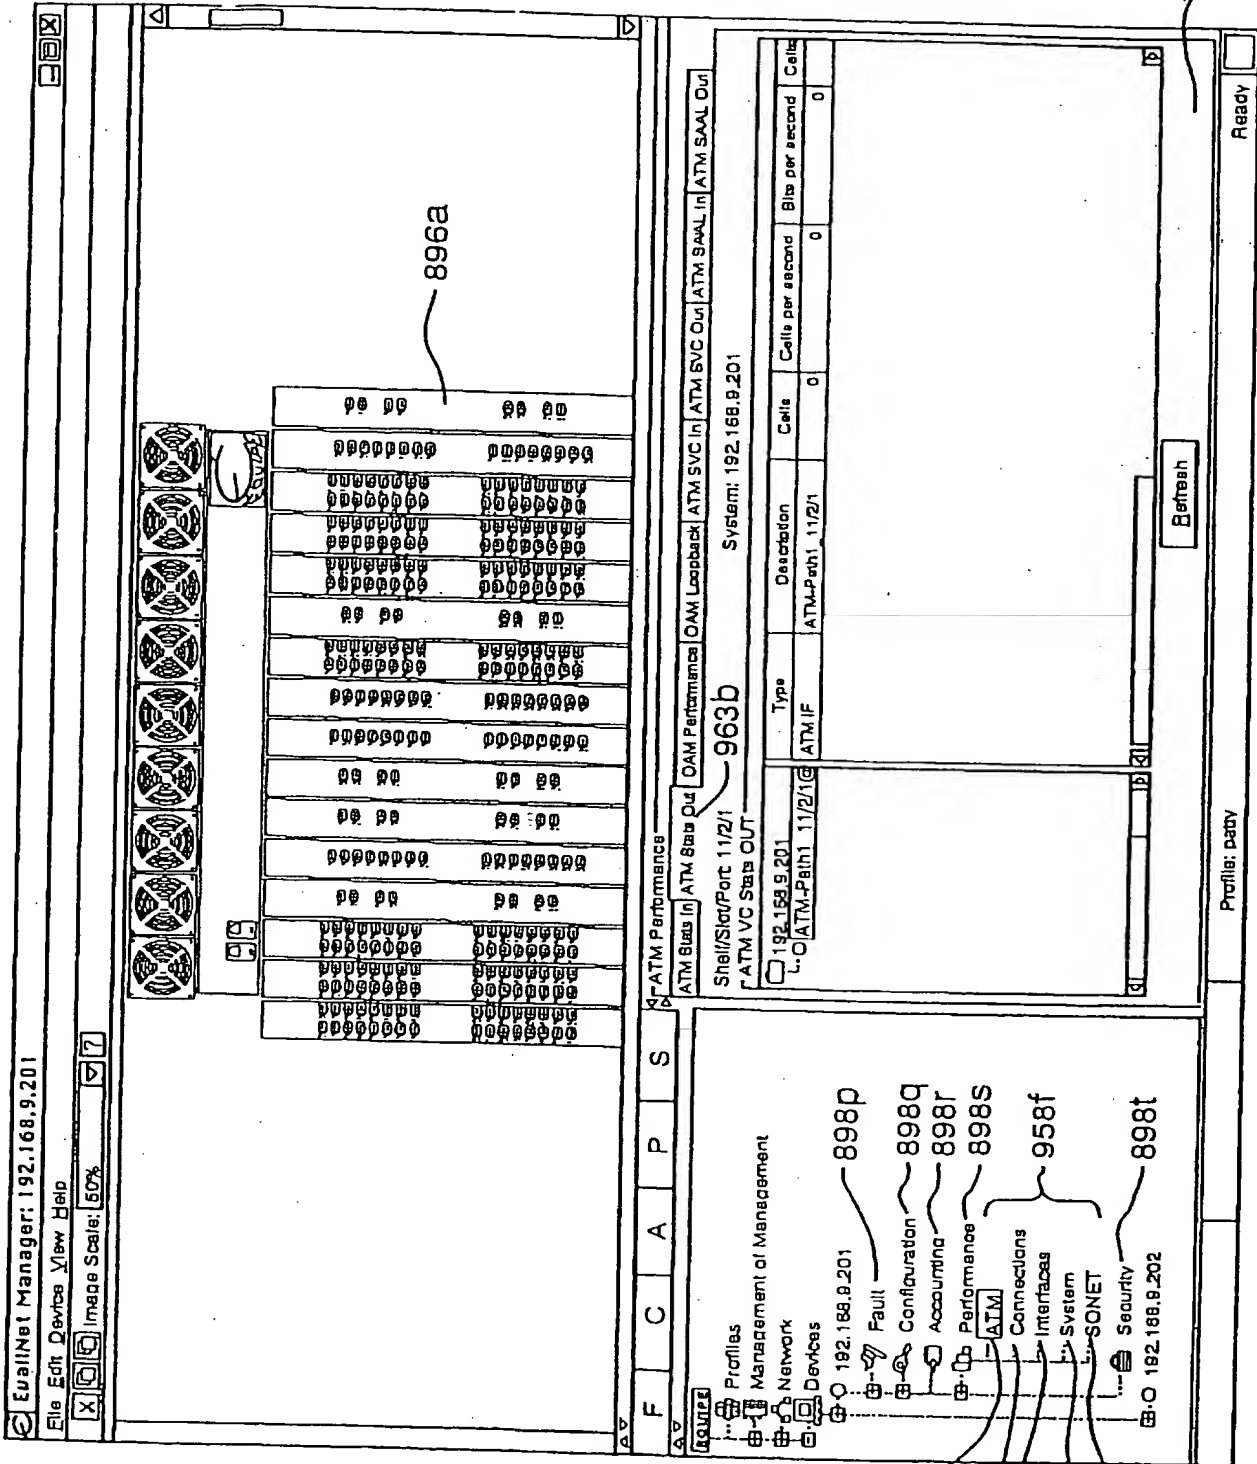 EvaliNet Manager: 192.168.9.201
File Edit Device View Help
Image Scale: 50% ?
896a
F C A P S
EQUIPE
Profiles
Management of Management
Network
Devices
192.168.9.201
898p
Fault
Configuration
898q
Accounting
898r
Performance
898s
ATM
Connections
Interfaces
System
SONET
958f
Security
898t
192.168.9.202
ATM Performance
ATM Stats In ATM Stats Out OAM Performance OAM Loopback ATM SVC In ATM SVC Out ATM SAAL In ATM SAAL Out
963b
Shelf/Slot/Port: 11/2/1 System: 192.168.9.201
ATM VC Stats OUT
192.168.9.201
ATM-Path1 11/2/1@
Type Description Cells Cells per second Bits per second Cells
ATM IF ATM-Path1_11/2/1 0 0 0
Refresh
Profile: patty
Ready